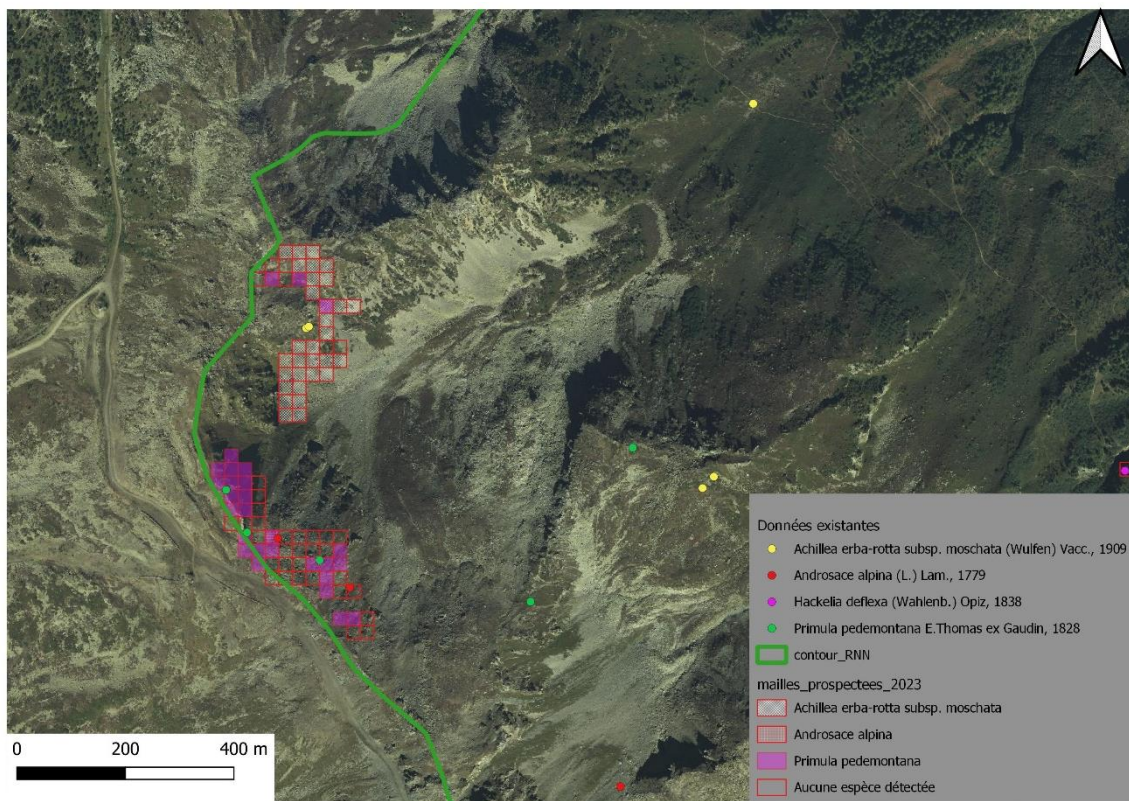 Données existantes
Achillea erba-rotta subsp. moschata (Wulfen) Vacc., 1909
Androsace alpina (L.) Lam., 1779
Hackelia deflexa (Wahlenb.) Opiz, 1838
Primula pedemontana E.Thomas ex Gaudin, 1828
contour_RNN
mailles_prospectees_2023
Achillea erba-rotta subsp. moschata
Androsace alpina
Primula pedemontana
Aucune espèce détectée
0 200 400 m